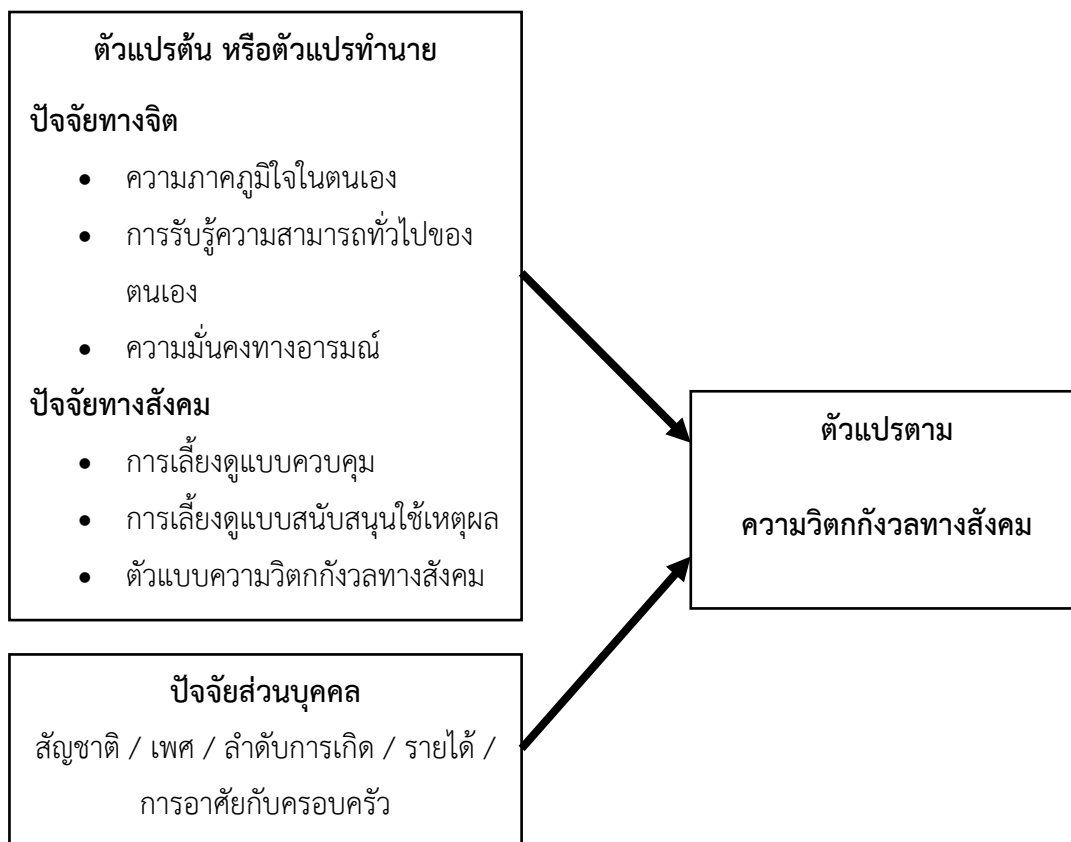 ตัวแปรต้น หรือตัวแปรทำนาย
ปัจจัยทางจิต
• ความภาคภูมิใจในตนเอง
• การรับรู้ความสามารถทั่วไปของ
ตนเอง
• ความมั่นคงทางอารมณ์
ปัจจัยทางสังคม
• การเลี้ยงดูแบบควบคุม
• การเลี้ยงดูแบบสนับสนุนใช้เหตุผล
• ตัวแบบความวิตกกังวลทางสังคม
ตัวแปรตาม
ความวิตกกังวลทางสังคม
ปัจจัยส่วนบุคคล
สัญชาติ / เพศ / ลำดับการเกิด / รายได้ /
การอาศัยกับครอบครัว